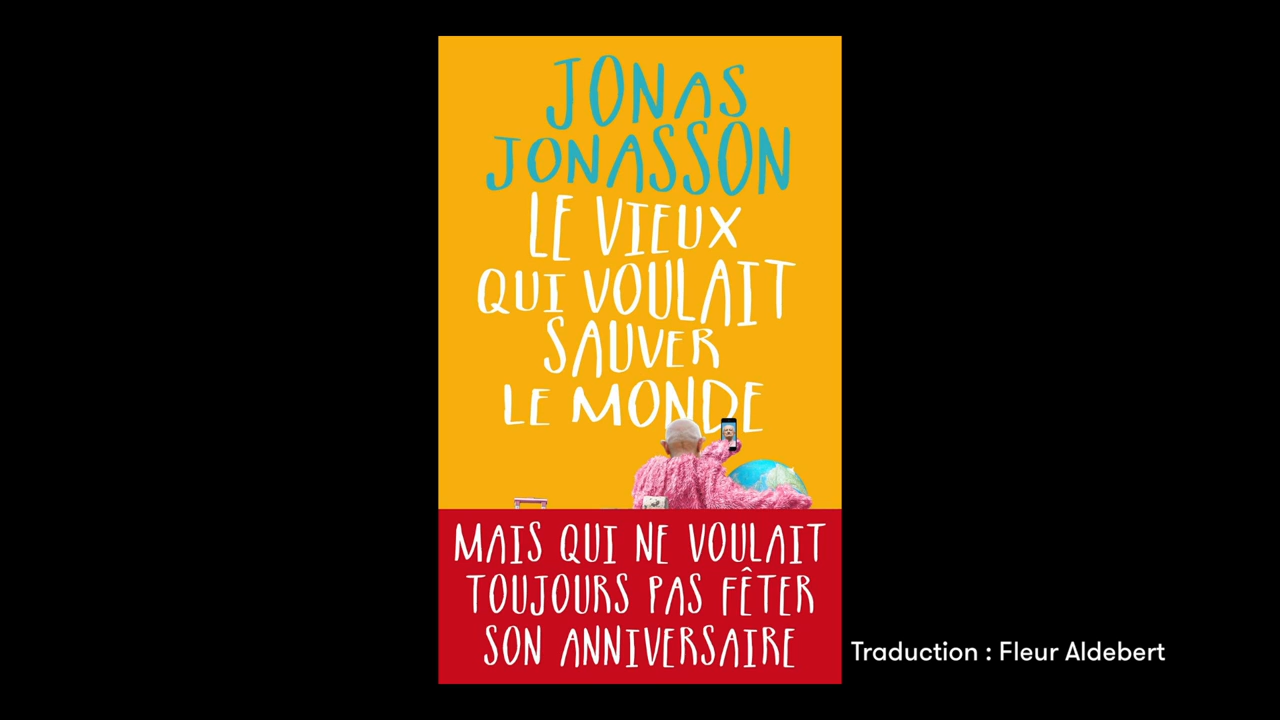 JONAS
JONASSON
LE VIEUX
QUI VOULAIT
SAUVER
LE MONDE
MAIS QUI NE VOULAIT
TOUJOURS PAS FÊTER
SON ANNIVERSAIRE
Traduction : Fleur Aldebert